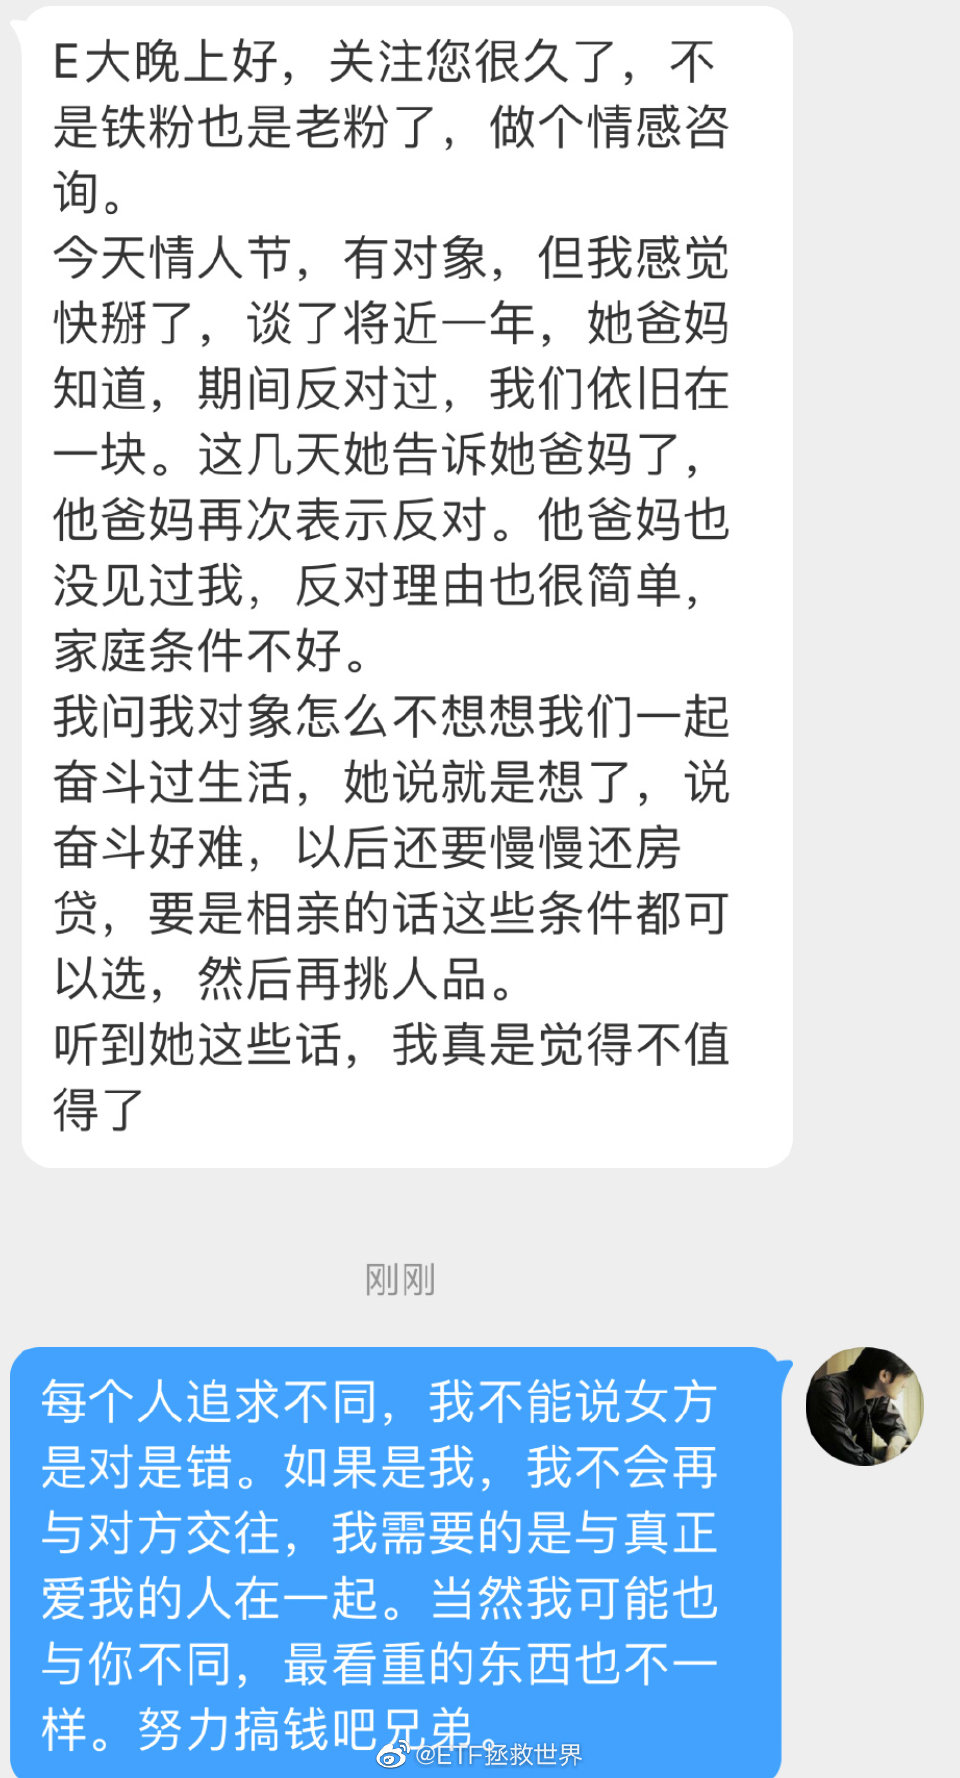 E大晚上好，关注您很久了，不
是铁粉也是老粉了，做个情感咨
询。
今天情人节，有对象，但我感觉
快掰了，谈了将近一年，她爸妈
知道，期间反对过，我们依旧在
一块。这几天她告诉她爸妈了，
他爸妈再次表示反对。他爸妈也
没见过我，反对理由也很简单，
家庭条件不好。
我问我对象怎么不想想我们一起
奋斗过生活，她说就是想了，说
奋斗好难，以后还要慢慢还房
贷，要是相亲的话这些条件都可
以选，然后再挑人品。
听到她这些话，我真是觉得不值
得了
刚刚
每个人追求不同，我不能说女方
是对是错。如果是我，我不会再
与对方交往，我需要的是与真正
爱我的人在一起。当然我可能也
与你不同，最看重的东西也不一
样。努力搞钱吧兄弟。
@ETF拯救世界